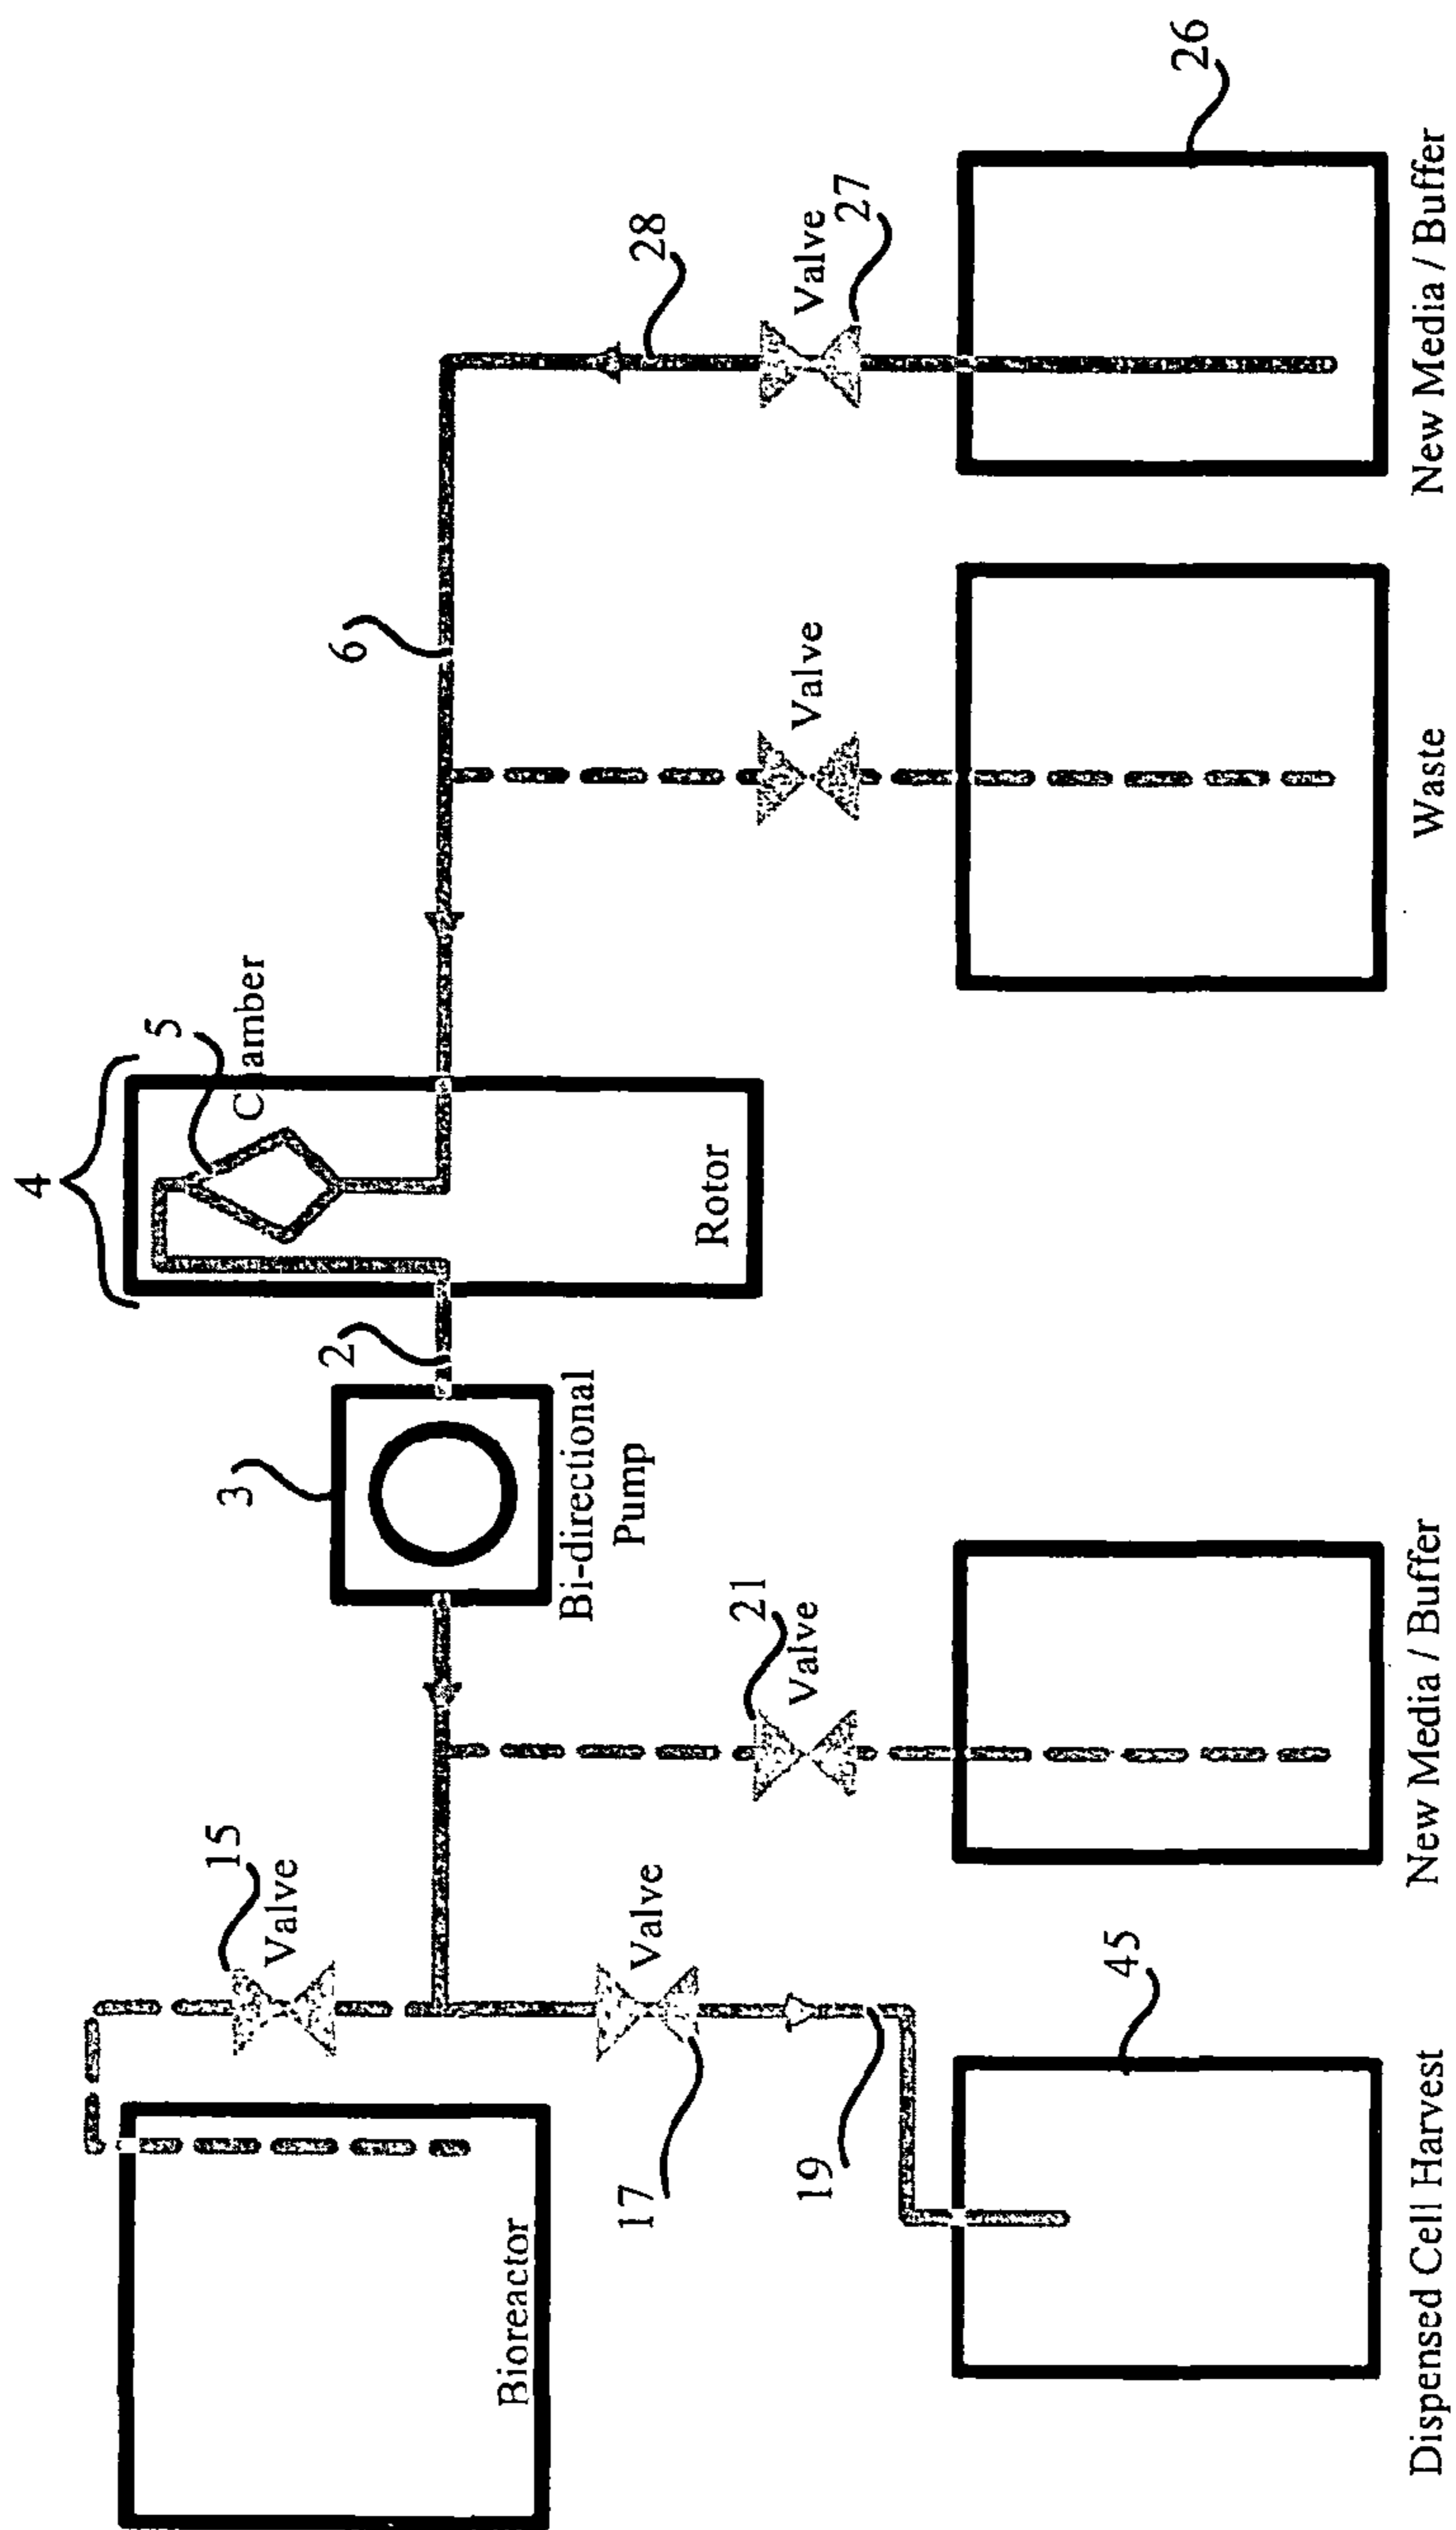 4
5
Chamber
Rotor
2
3
Bi-directional
Pump
6
28
Valve
27
26
New Media / Buffer
Valve
Waste
15
Valve
21
Valve
New Media / Buffer
Valve
17
19
45
Dispensed Cell Harvest
Bioreactor